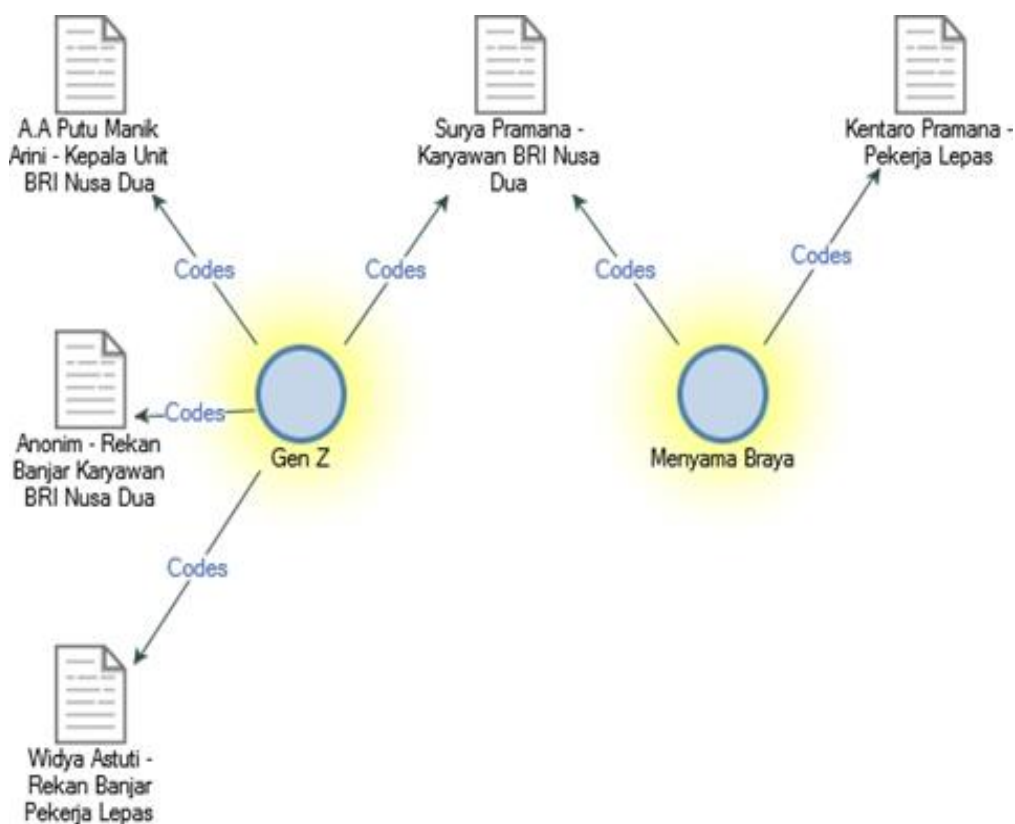 A.A Putu Manik
Arini - Kepala Unit
BRI Nusa Dua
Surya Pramana -
Karyawan BRI Nusa
Dua
Kentaro Pramana -
Pekerja Lepas
Codes
Codes
Codes
Codes
Codes
Anonim - Rekan
Banjar Karyawan
BRI Nusa Dua
Gen Z
Menyama Braya
Codes
Widya Astuti -
Rekan Banjar
Pekerja Lepas